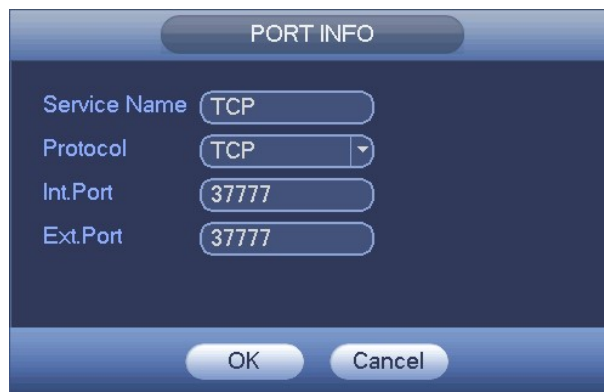 PORT INFO
Service Name TCP
Protocol TCP
Int.Port 37777
Ext.Port 37777
OK Cancel